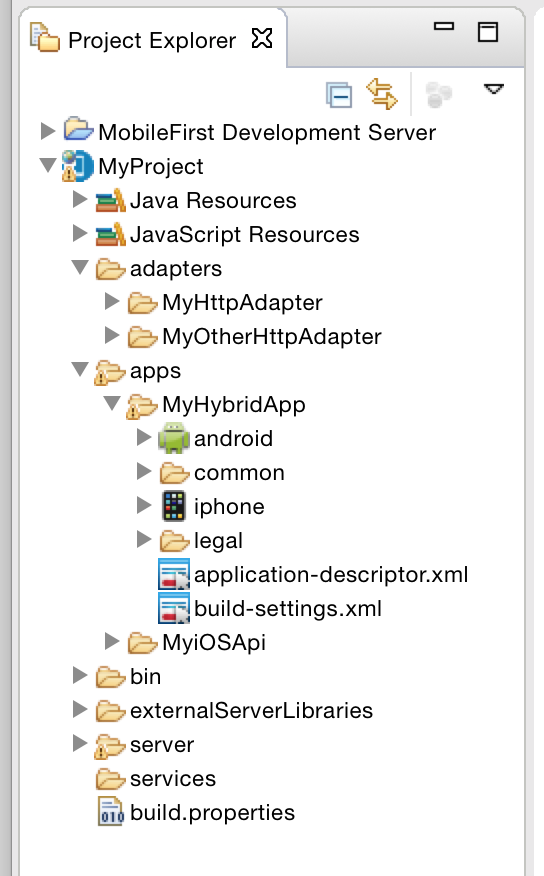 Project Explorer
MobileFirst Development Server
MyProject
Java Resources
JavaScript Resources
adapters
MyHttpAdapter
MyOtherHttpAdapter
apps
MyHybridApp
android
common
iphone
legal
application-descriptor.xml
build-settings.xml
MyiOSApi
bin
externalServerLibraries
server
services
build.properties